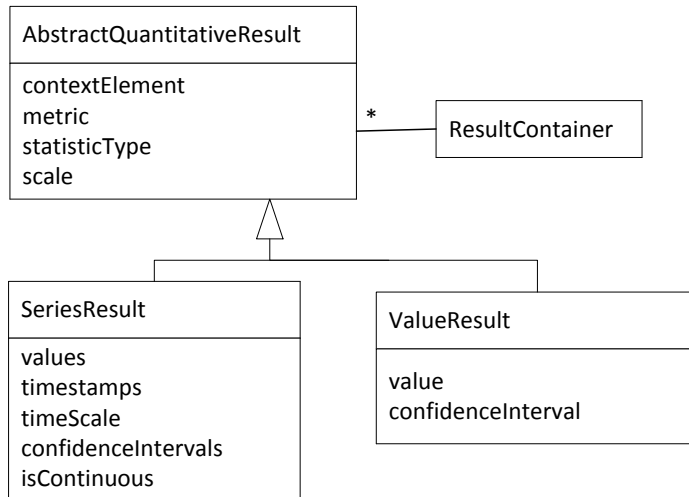 AbstractQuantitativeResult
contextElement
metric
statisticType
scale
*
ResultContainer
SeriesResult
values
timestamps
timeScale
confidenceIntervals
isContinuous
ValueResult
value
confidenceInterval